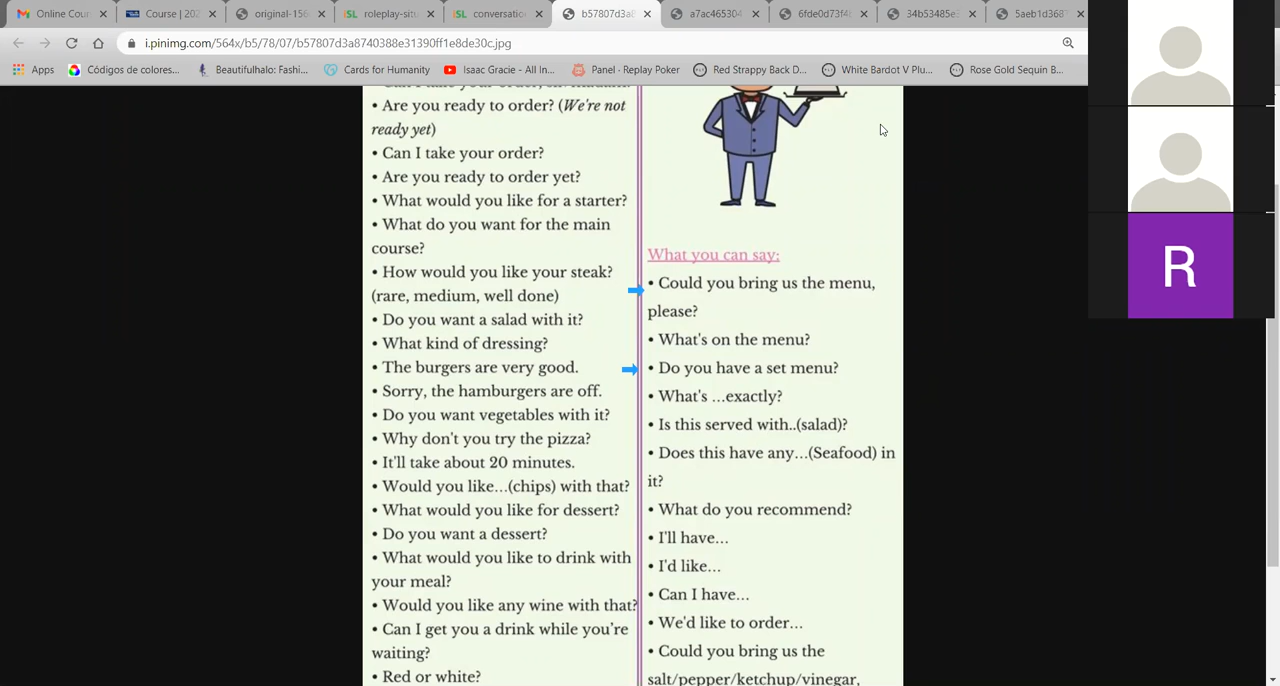 Online Cour
Course | 202
original-156
roleplay-situ
conversatio
b57807d3a8
a7ac465304
6fde0d73f48
34b53485e3
5aeb1d3687
i.pinimg.com/564x/b5/78/07/b57807d3a8740388e31390ff1e8de30c.jpg
Apps
Códigos de colores...
Beautifulhalo: Fashi...
Cards for Humanity
Isaac Gracie - All In...
Panel · Replay Poker
Red Strappy Back D...
White Bardot V Plu...
Rose Gold Sequin B...
• Are you ready to order? (We're not
ready yet)
• Can I take your order?
• Are you ready to order yet?
• What would you like for a starter?
• What do you want for the main
course?
• How would you like your steak?
(rare, medium, well done)
• Do you want a salad with it?
• What kind of dressing?
• The burgers are very good.
• Sorry, the hamburgers are off.
• Do you want vegetables with it?
• Why don't you try the pizza?
• It'll take about 20 minutes.
• Would you like...(chips) with that?
• What would you like for dessert?
• Do you want a dessert?
• What would you like to drink with
your meal?
• Would you like any wine with that?
• Can I get you a drink while you're
waiting?
• Red or white?
What you can say:
• Could you bring us the menu,
please?
• What's on the menu?
• Do you have a set menu?
• What's ...exactly?
• Is this served with..(salad)?
• Does this have any...(Seafood) in
it?
• What do you recommend?
• I'll have...
• I'd like...
• Can I have...
• We'd like to order...
• Could you bring us the
salt/pepper/ketchup/vinegar,
R